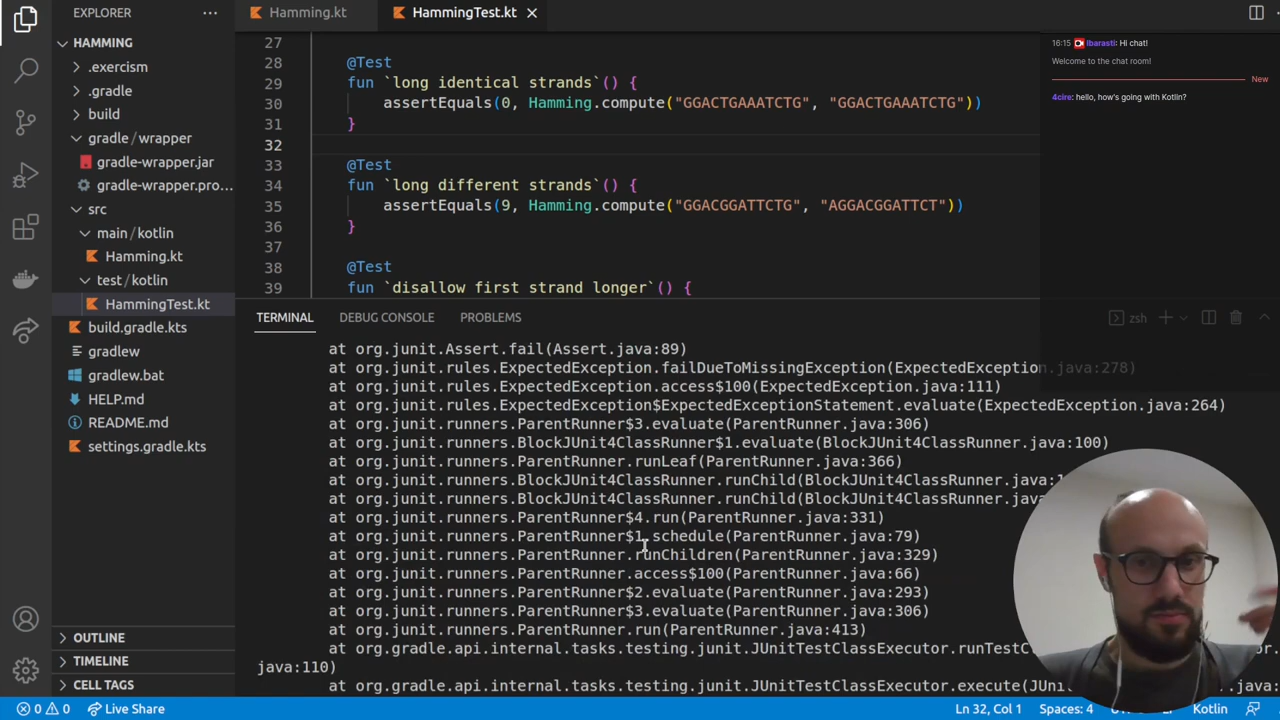 EXPLORER
HAMMING
.exercism
.gradle
build
gradle / wrapper
gradle-wrapper.jar
gradle-wrapper.pro...
src
main / kotlin
Hamming.kt
test / kotlin
HammingTest.kt
build.gradle.kts
gradlew
gradlew.bat
HELP.md
README.md
settings.gradle.kts
OUTLINE
TIMELINE
CELL TAGS
Hamming.kt
HammingTest.kt
27
28 @Test
29 fun `long identical strands`() {
30 assertEquals(0, Hamming.compute("GGACTGAAATCTG", "GGACTGAAATCTG"))
31 }
32
33 @Test
34 fun `long different strands`() {
35 assertEquals(9, Hamming.compute("GGACGGATTCTG", "AGGACGGATTCT"))
36 }
37
38 @Test
39 fun `disallow first strand longer`() {
16:15 lbarasti: Hi chat!
Welcome to the chat room!
New
4cire: hello, how's going with Kotlin?
TERMINAL DEBUG CONSOLE PROBLEMS
zsh
at org.junit.Assert.fail(Assert.java:89)
at org.junit.rules.ExpectedException.failDueToMissingException(ExpectedException.java:278)
at org.junit.rules.ExpectedException.access$100(ExpectedException.java:111)
at org.junit.rules.ExpectedException$ExpectedExceptionStatement.evaluate(ExpectedException.java:264)
at org.junit.runners.ParentRunner$3.evaluate(ParentRunner.java:306)
at org.junit.runners.BlockJUnit4ClassRunner$1.evaluate(BlockJUnit4ClassRunner.java:100)
at org.junit.runners.ParentRunner.runLeaf(ParentRunner.java:366)
at org.junit.runners.BlockJUnit4ClassRunner.runChild(BlockJUnit4ClassRunner.java:1
at org.junit.runners.BlockJUnit4ClassRunner.runChild(BlockJUnit4ClassRunner.java
at org.junit.runners.ParentRunner$4.run(ParentRunner.java:331)
at org.junit.runners.ParentRunner$1.schedule(ParentRunner.java:79)
at org.junit.runners.ParentRunner.runChildren(ParentRunner.java:329)
at org.junit.runners.ParentRunner.access$100(ParentRunner.java:66)
at org.junit.runners.ParentRunner$2.evaluate(ParentRunner.java:293)
at org.junit.runners.ParentRunner$3.evaluate(ParentRunner.java:306)
at org.junit.runners.ParentRunner.run(ParentRunner.java:413)
at org.gradle.api.internal.tasks.testing.junit.JUnitTestClassExecutor.runTestC
java:110)
at org.gradle.api.internal.tasks.testing.junit.JUnitTestClassExecutor.execute(JUni
0 0 Live Share
Ln 32, Col 1 Spaces: 4 Kotlin